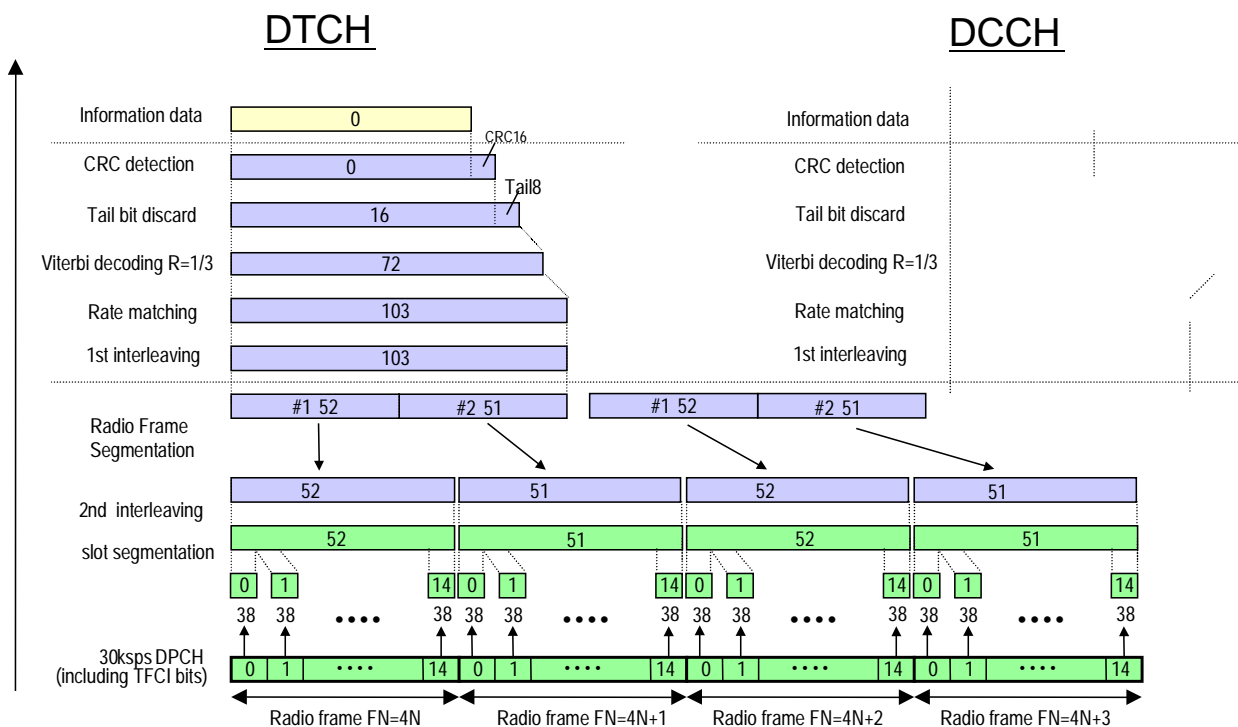 DTCH DCCH
Information data 0 Information data
CRC16
CRC detection 0 CRC detection
Tail8
Tail bit discard 16 Tail bit discard
Viterbi decoding R=1/3 72 Viterbi decoding R=1/3
Rate matching 103 Rate matching
1st interleaving 103 1st interleaving
#1 52 #2 51 #1 52 #2 51
Radio Frame
Segmentation
52 51 52 51
2nd interleaving
slot segmentation 52 51 52 51
0 1 14 0 1 14 0 1 14 0 1 14
38 38 •••• 38 38 38 •••• 38 38 38 •••• 38 38 38 •••• 38
30ksps DPCH
(including TFCI bits)
0 1 •••• 14 0 1 •••• 14 0 1 •••• 14 0 1 •••• 14
Radio frame FN=4N Radio frame FN=4N+1 Radio frame FN=4N+2 Radio frame FN=4N+3